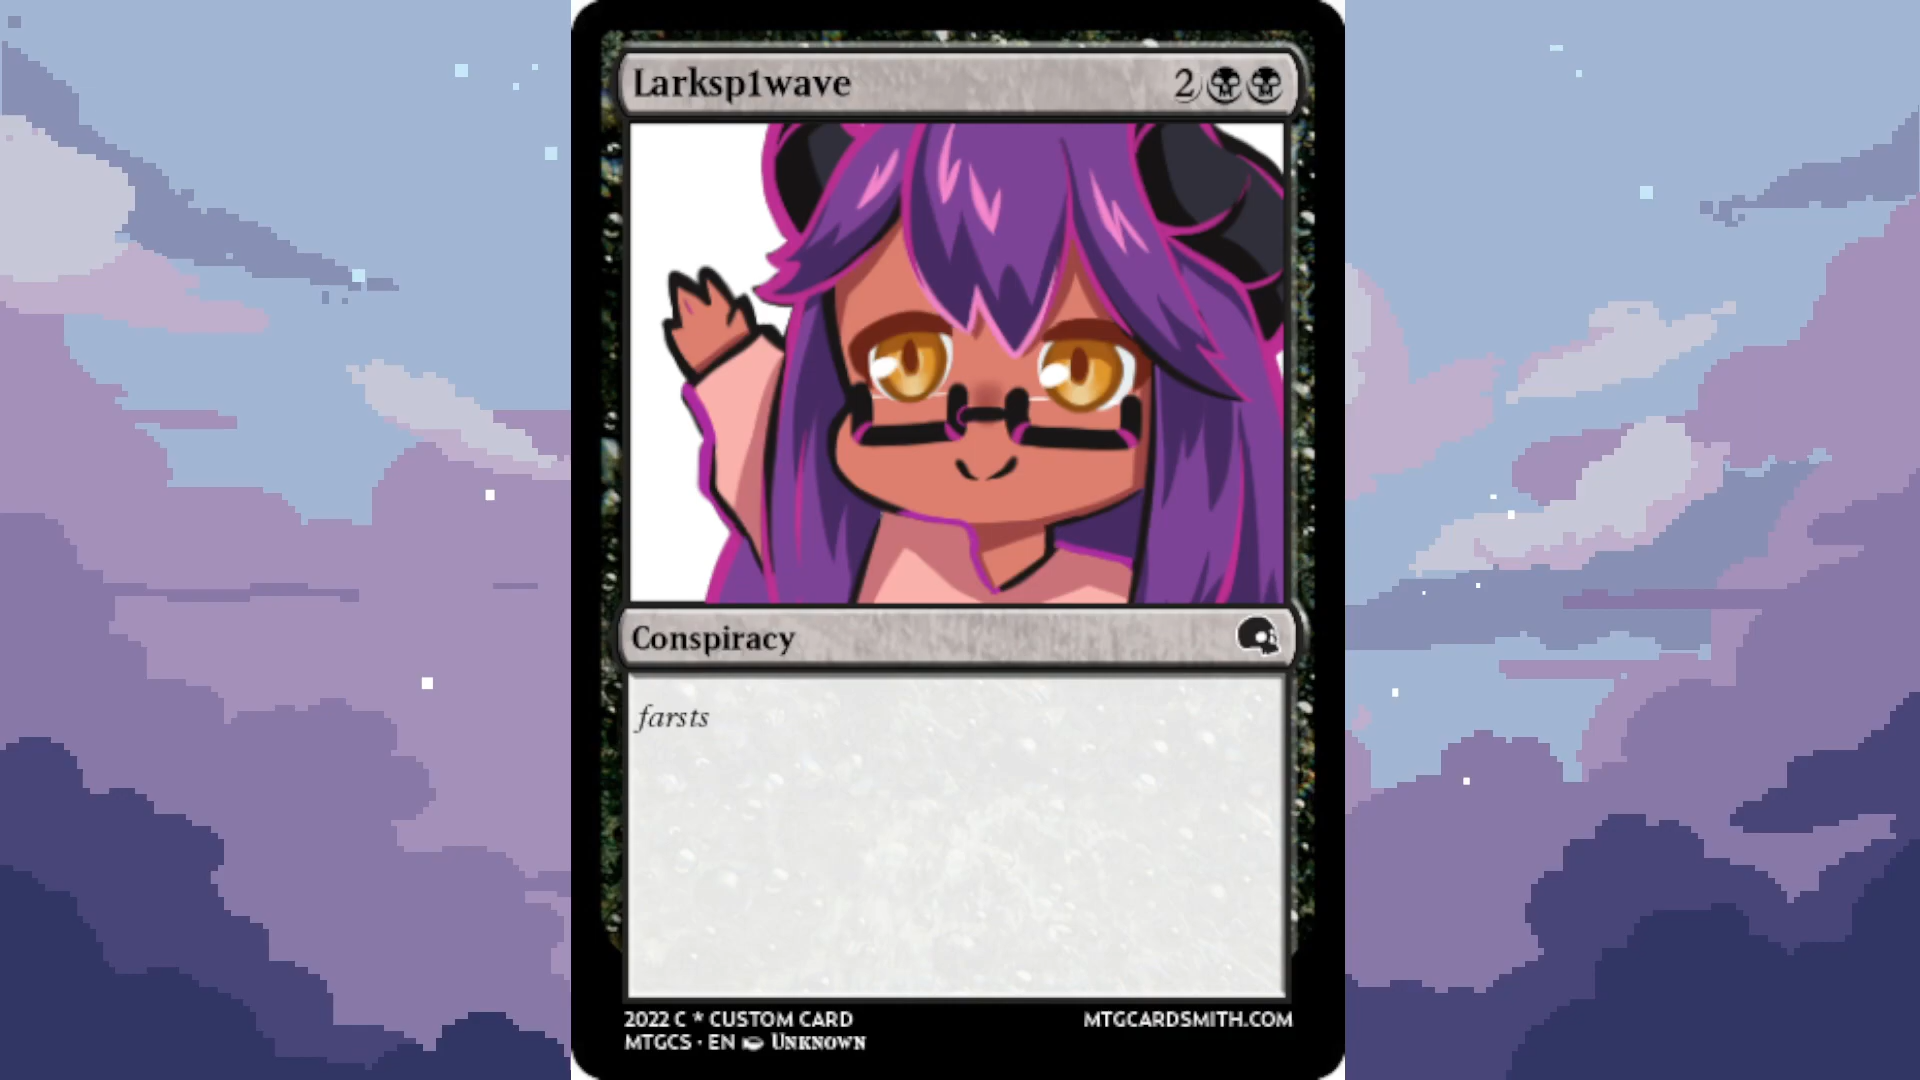 Larksp1wave 2
Conspiracy
farsts
2022 C * CUSTOM CARD MTGCARDSMITH.COM
MTGCS · EN UNKNOWN